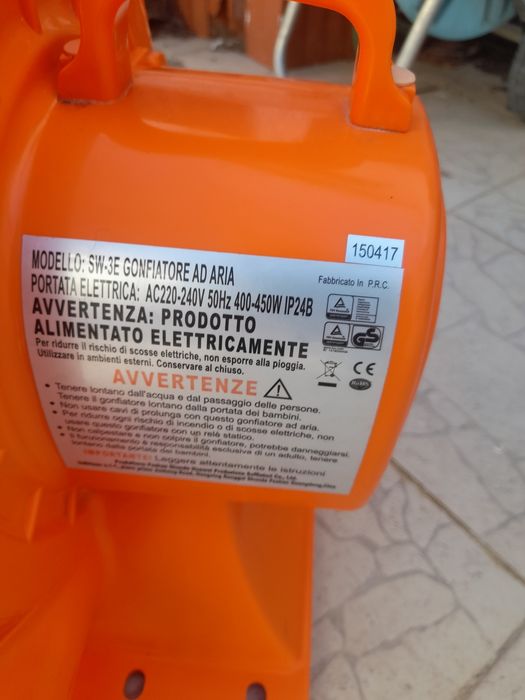 150417
MODELLO: SW-3E GONFIATORE AD ARIA
Fabbricato in P.R.C.
PORTATA ELETTRICA: AC220-240V 50Hz 400-450W IP24B
AVVERTENZA: PRODOTTO
ALIMENTATO ELETTRICAMENTE
Per ridurre il rischio di scosse elettriche, non esporre alla pioggia.
Utilizzare in ambienti esterni. Conservare al chiuso.
AVVERTENZE
• Tenere lontano dall'acqua e dal passaggio delle persone.
Tenere il gonfiatore lontano dalla portata dei bambini.
• Non usare cavi di prolunga con questo gonfiatore ad aria.
• Per ridurre ogni rischio di incendio o di scosse elettriche, non
usare questo gonfiatore con un relè statico.
• Non calpestare e non colpire il gonfiatore, potrebbe danneggiarsi.
• Il funzionamento è responsabilità esclusiva di un adulto, tenere
lontano dalla portata dei bambini.
IMPORTANTE! Leggere attentamente le istruzioni
TÜVRheinland
GS
CE
RoHS